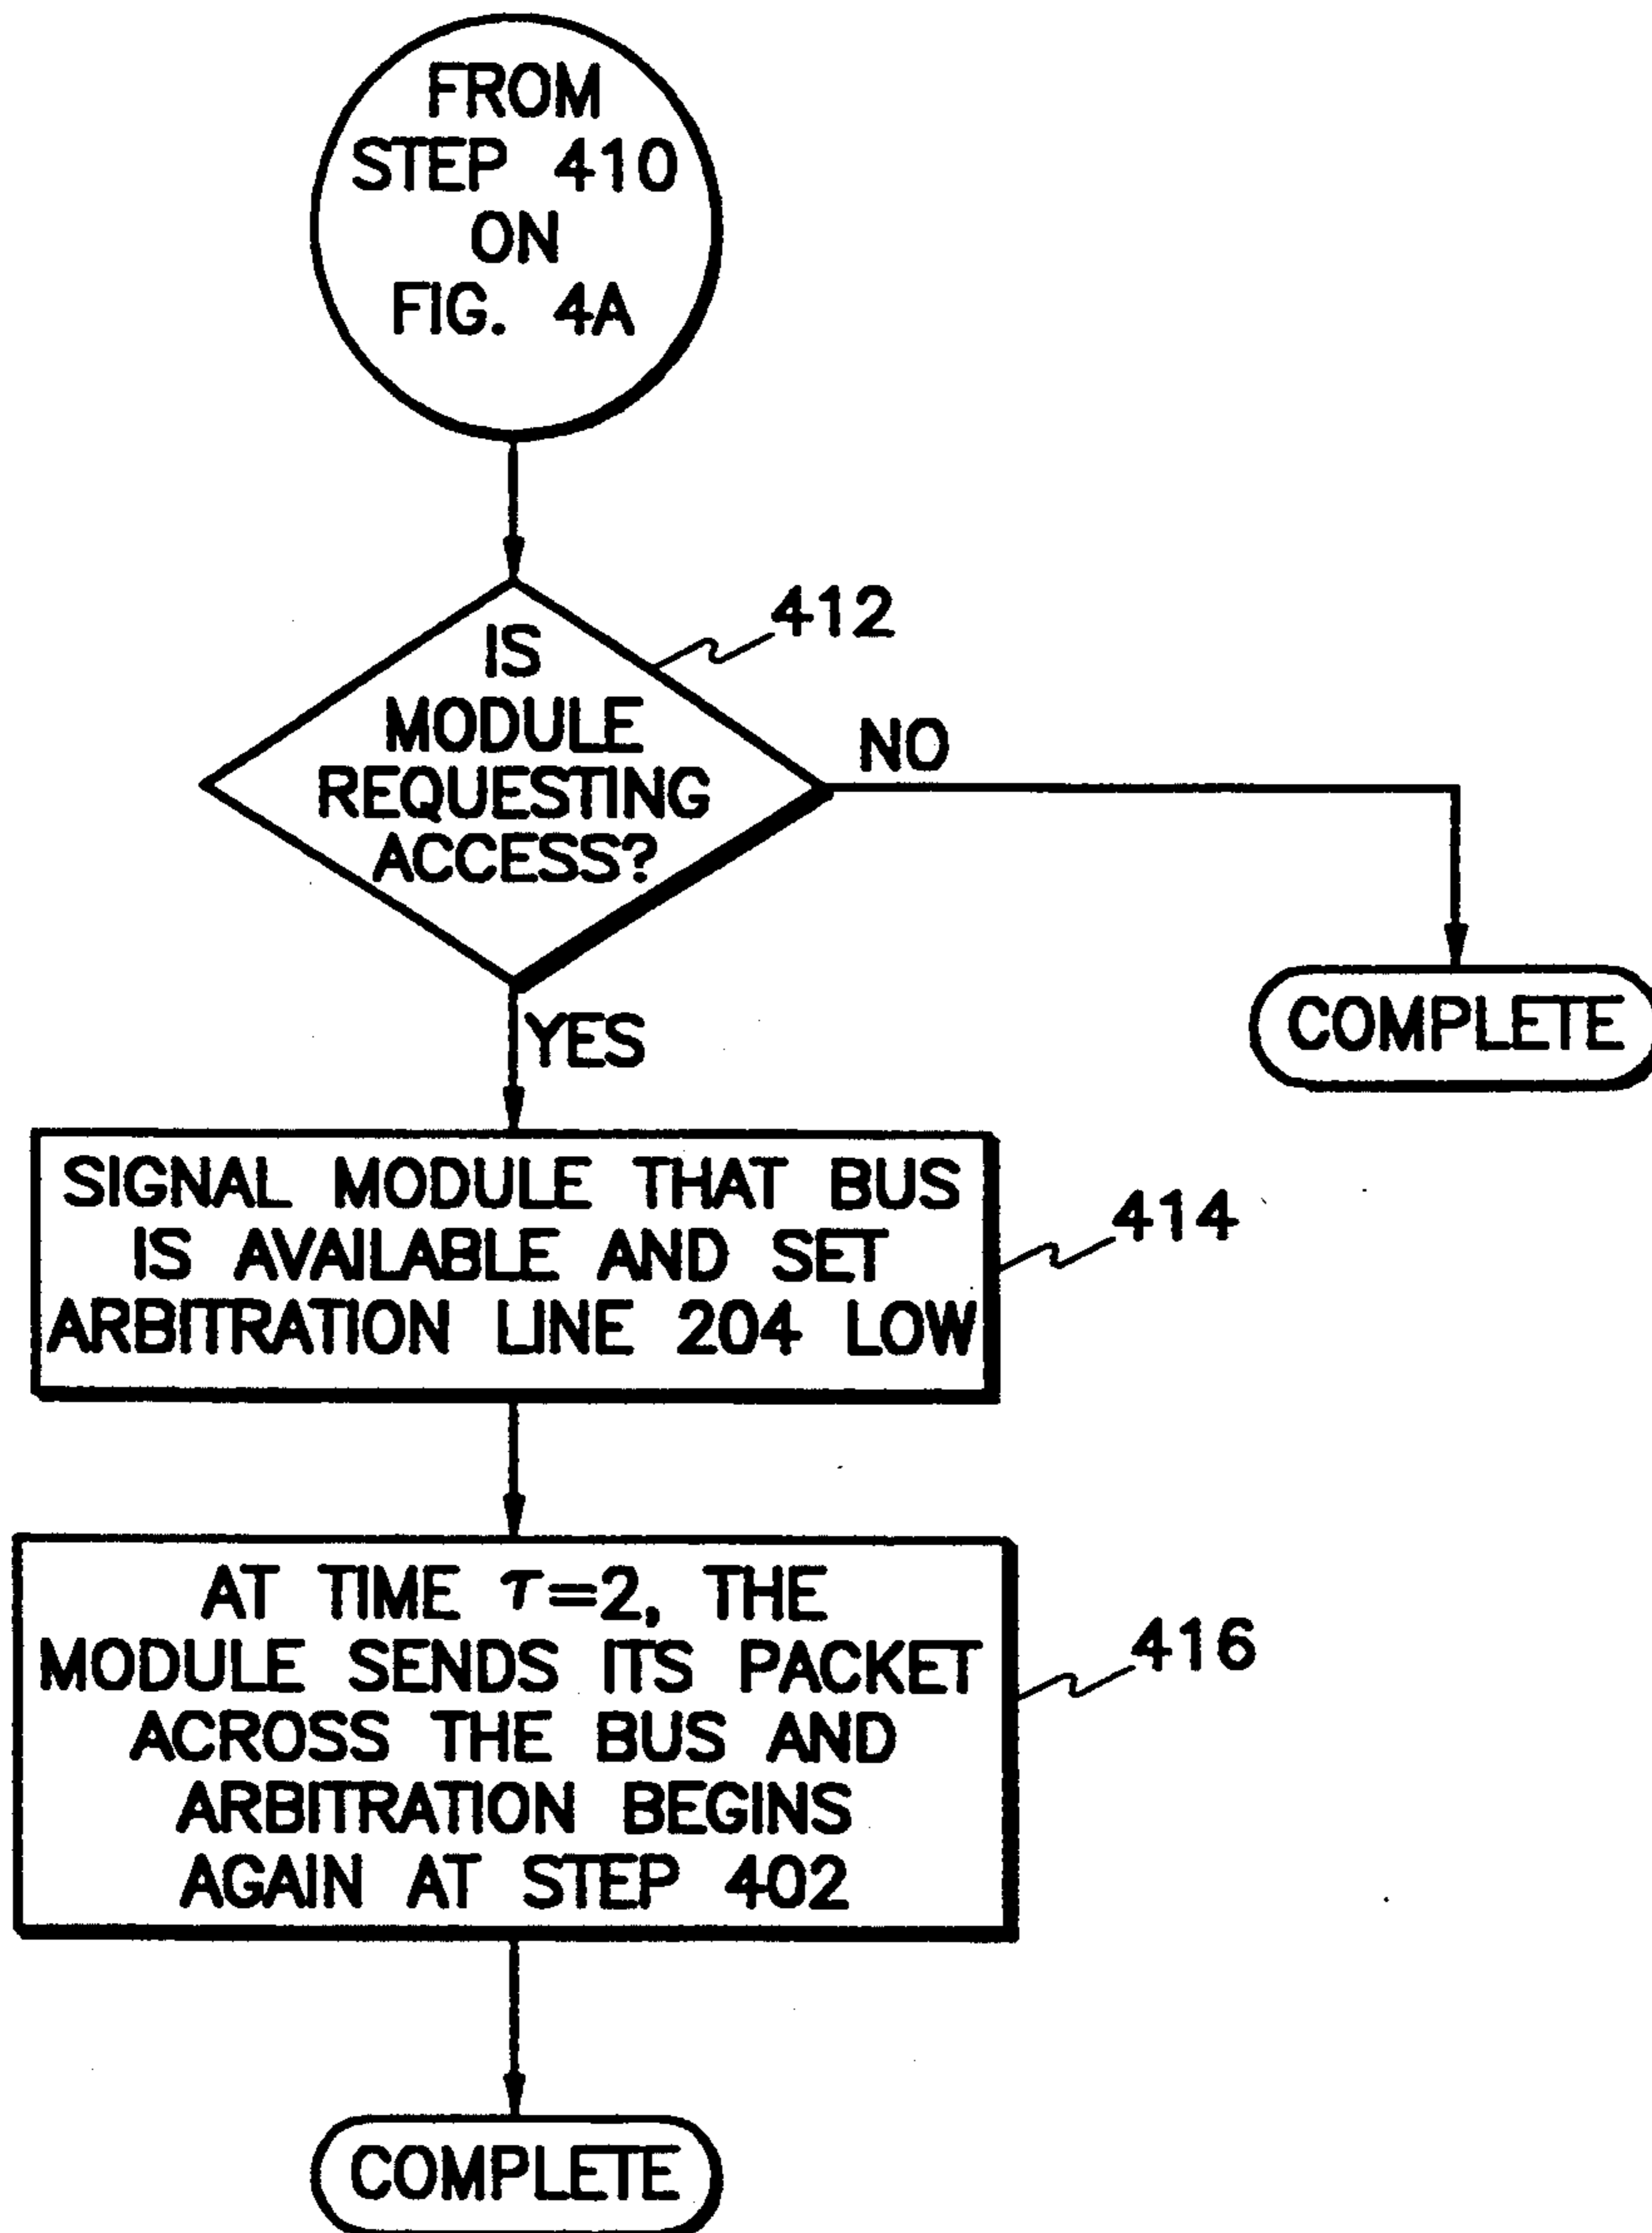 FROM
STEP 410
ON
FIG. 4A
412
IS
MODULE
REQUESTING
ACCESS?
NO
COMPLETE
YES
SIGNAL MODULE THAT BUS
IS AVAILABLE AND SET
ARBITRATION LINE 204 LOW
414
AT TIME τ=2, THE
MODULE SENDS ITS PACKET
ACROSS THE BUS AND
ARBITRATION BEGINS
AGAIN AT STEP 402
416
COMPLETE